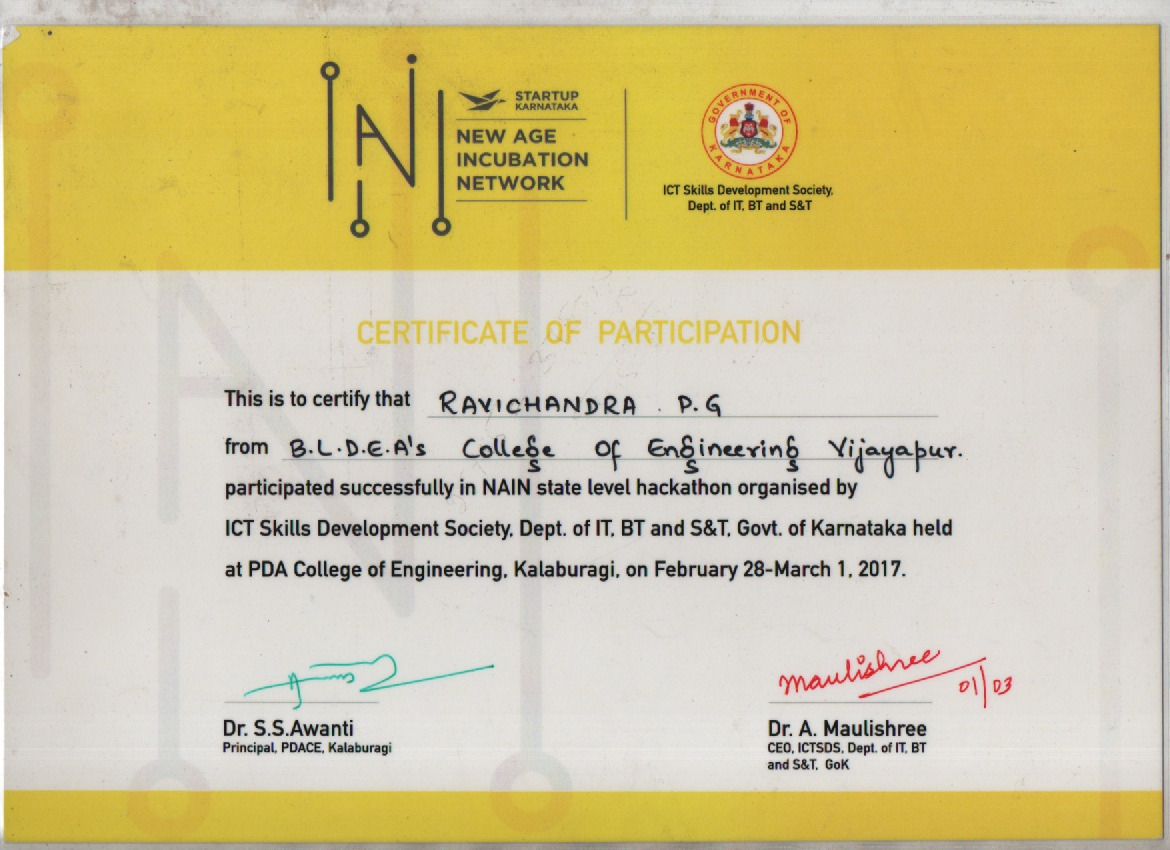 STARTUP
KARNATAKA
NEW AGE
INCUBATION
NETWORK
GOVERNMENT OF
KARNATAKA
ICT Skills Development Society,
Dept. of IT, BT and S&T
CERTIFICATE OF PARTICIPATION
This is to certify that RAVICHANDRA . P.G
from B.L.D.E.A's College Of Engineering Vijayapur.
participated successfully in NAIN state level hackathon organised by
ICT Skills Development Society, Dept. of IT, BT and S&T, Govt. of Karnataka held
at PDA College of Engineering, Kalaburagi, on February 28-March 1, 2017.
Maulishree
01/03
Dr. S.S.Awanti
Principal, PDACE, Kalaburagi
Dr. A. Maulishree
CEO, ICTSDS, Dept. of IT, BT
and S&T, GoK